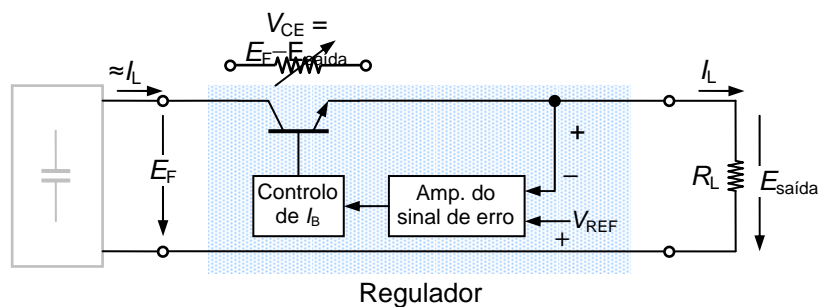 V_CE =
E_F–E_saída
≈I_L
I_L
+
–
E_F
Controlo
de I_B
Amp. do
sinal de erro
V_REF
+
R_L
E_saída
Regulador